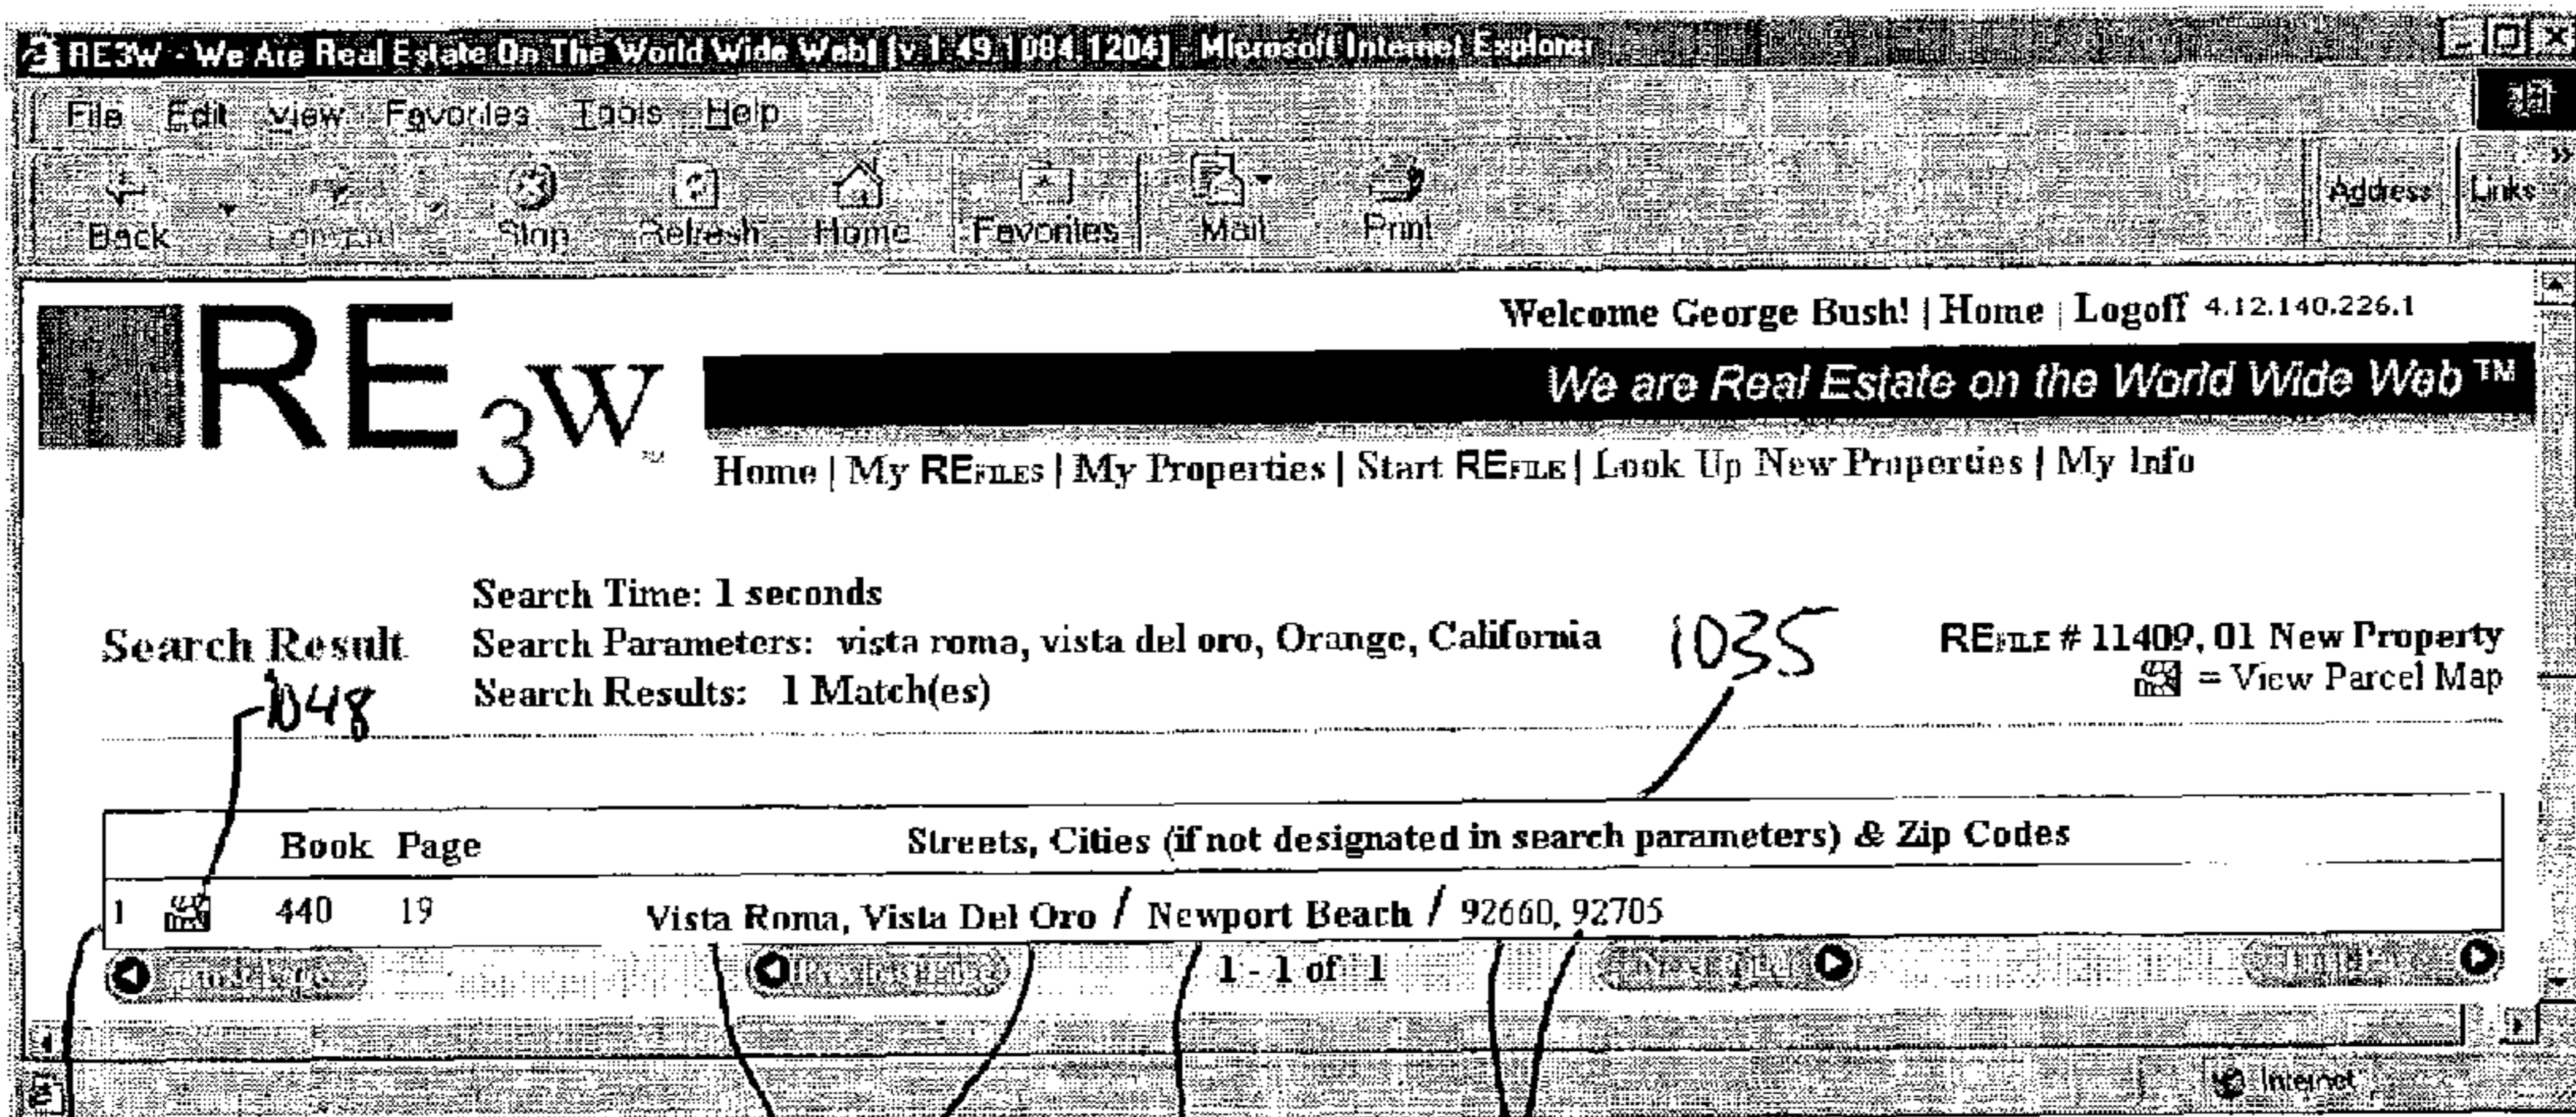 RE3W - We Are Real Estate On The World Wide Web! [v.1.49.1084.1204] - Microsoft Internet Explorer
File Edit View Favorites Tools Help
Back Forward Stop Refresh Home Favorites Mail Print Address Links »
Welcome George Bush! | Home | Logoff 4.12.140.226.1
RE3W ™
We are Real Estate on the World Wide Web ™
Home | My REFILES | My Properties | Start REFILE | Look Up New Properties | My Info
Search Time: 1 seconds
Search Result Search Parameters: vista roma, vista del oro, Orange, California 1035 REFILE # 11409, 01 New Property
1048 Search Results: 1 Match(es) = View Parcel Map
Book Page Streets, Cities (if not designated in search parameters) & Zip Codes
1 440 19 Vista Roma, Vista Del Oro / Newport Beach / 92660, 92705
1 - 1 of 1
Internet